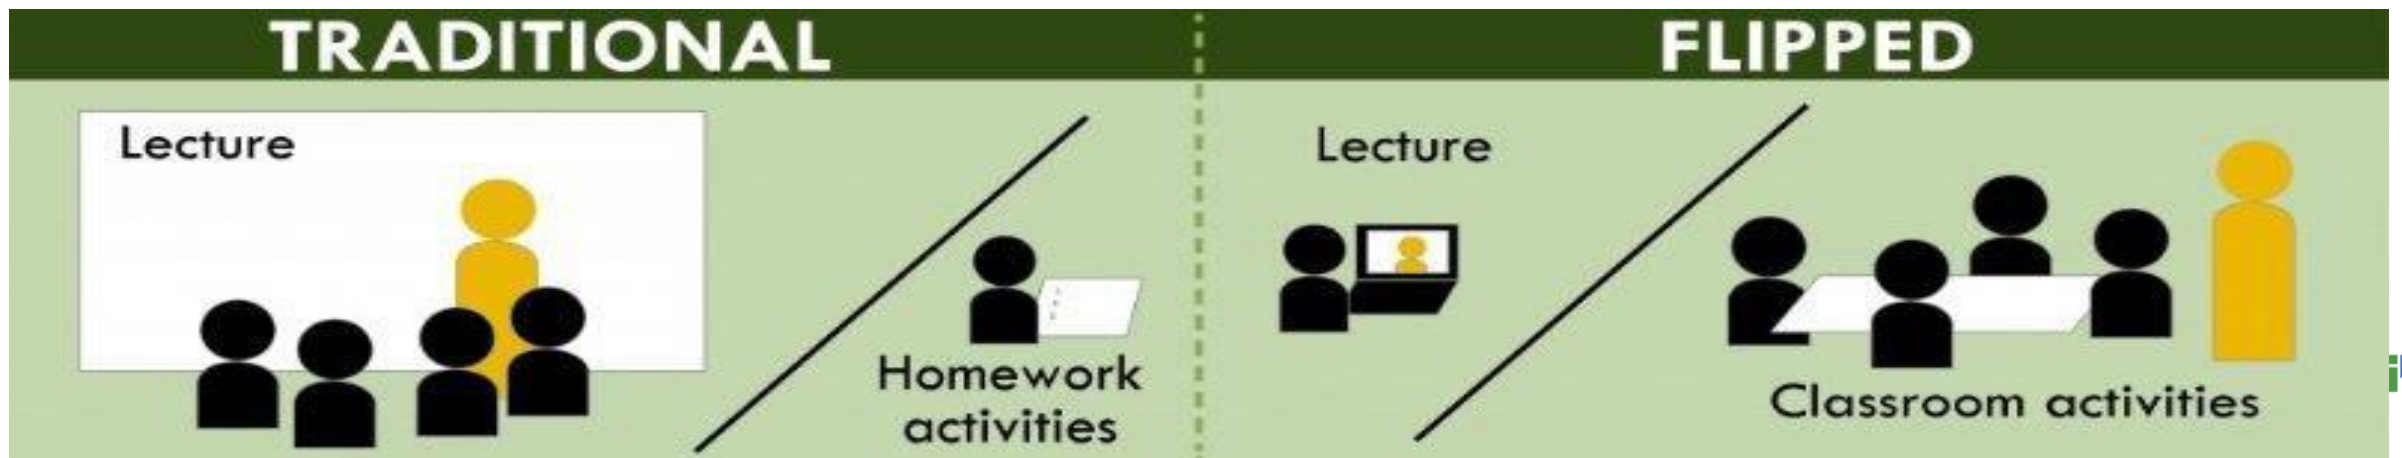 TRADITIONAL
Lecture
Homework
activities
FLIPPED
Lecture
Classroom activities